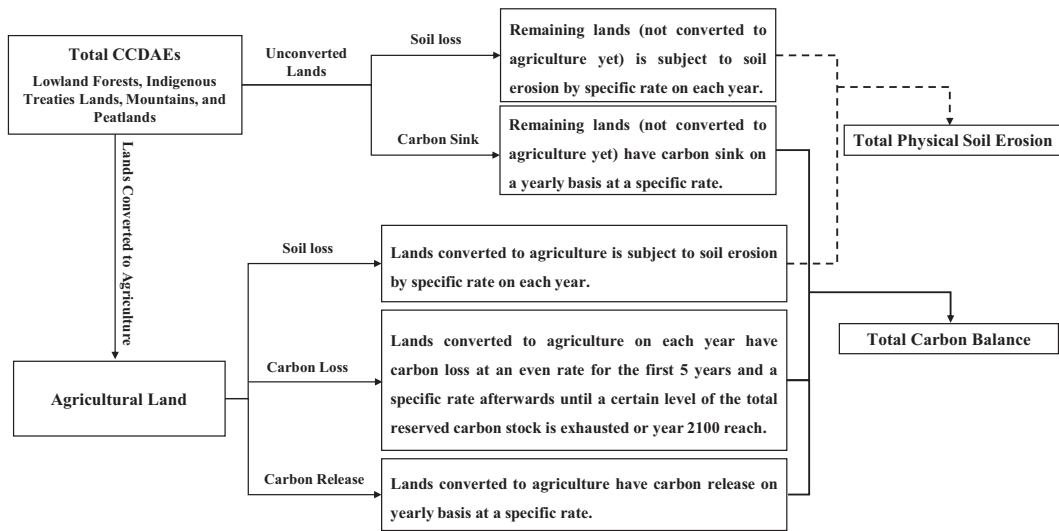 Total CCDAEs
Lowland Forests, Indigenous
Treaties Lands, Mountains, and
Peatlands
Unconverted
Lands
Soil loss
Remaining lands (not converted to
agriculture yet) is subject to soil
erosion by specific rate on each year.
Carbon Sink
Remaining lands (not converted to
agriculture yet) have carbon sink on
a yearly basis at a specific rate.
Total Physical Soil Erosion
Lands Converted to Agriculture
Soil loss
Lands converted to agriculture is subject to soil erosion
by specific rate on each year.
Total Carbon Balance
Agricultural Land
Carbon Loss
Lands converted to agriculture on each year have
carbon loss at an even rate for the first 5 years and a
specific rate afterwards until a certain level of the total
reserved carbon stock is exhausted or year 2100 reach.
Carbon Release
Lands converted to agriculture have carbon release on
yearly basis at a specific rate.